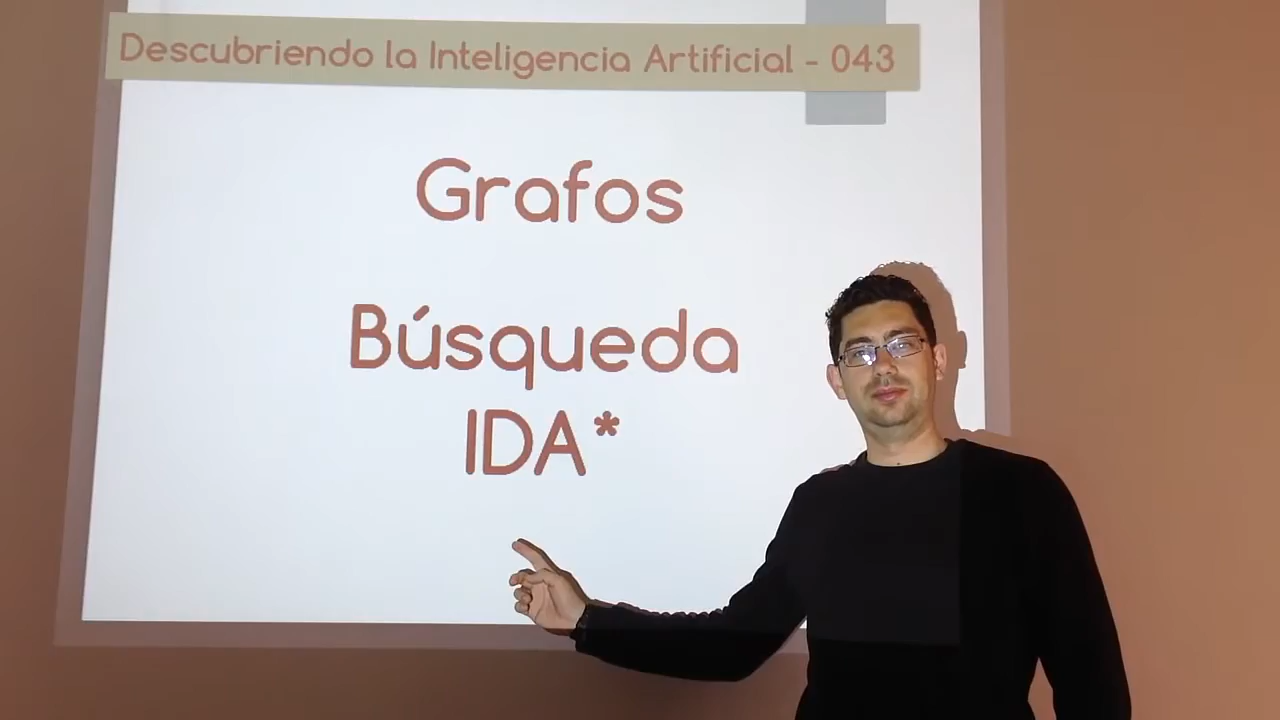 Descubriendo la Inteligencia Artificial - 043
Grafos
Búsqueda
IDA*